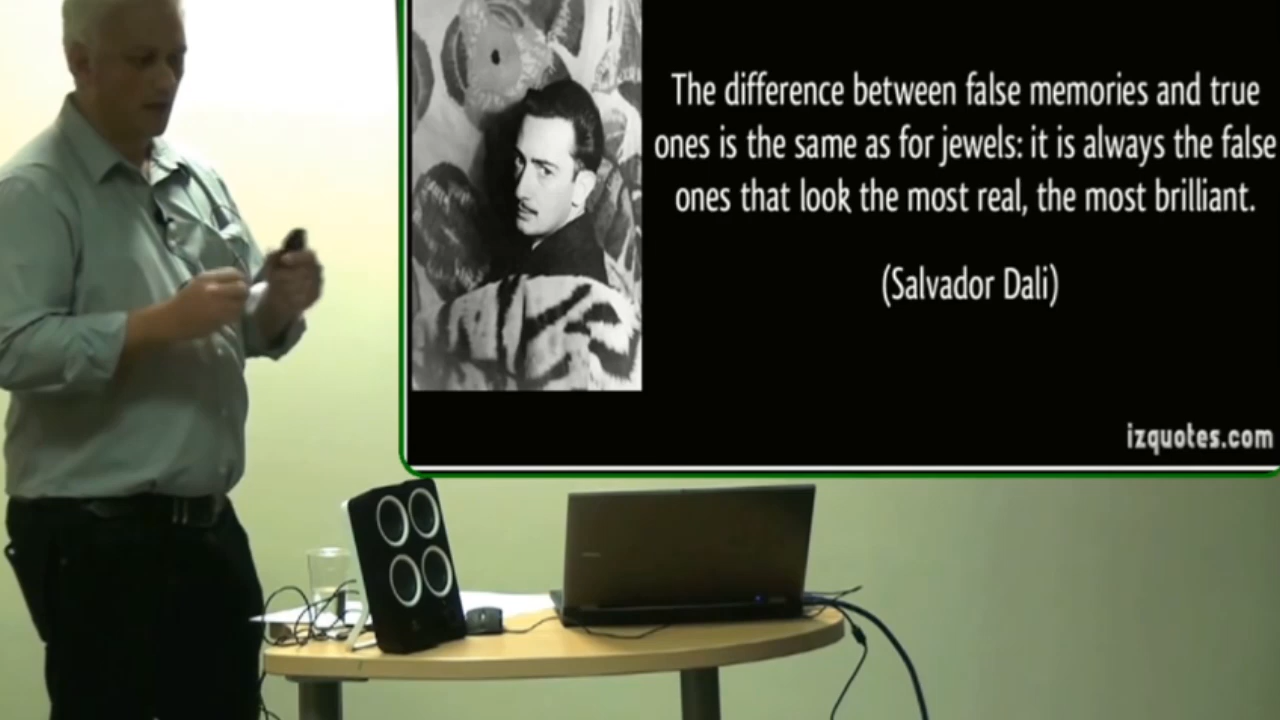 The difference between false memories and true
ones is the same as for jewels: it is always the false
ones that look the most real, the most brilliant.
(Salvador Dali)
izquotes.com